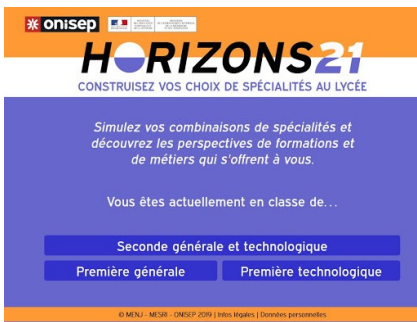 onisep
HORIZONS21
CONSTRUISEZ VOS CHOIX DE SPÉCIALITÉS AU LYCÉE
Simulez vos combinaisons de spécialités et
découvrez les perspectives de formations et
de métiers qui s'offrent à vous.
Vous êtes actuellement en classe de...
Seconde générale et technologique
Première générale
Première technologique
© MENJ - MESRI - ONISEP 2019 | Infos légales | Données personnelles